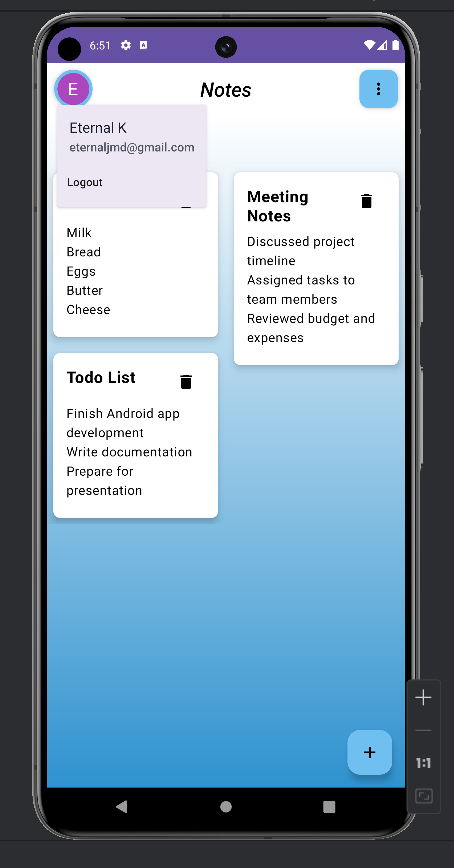 6:51
A
E
Notes
Eternal K
eternaljmd@gmail.com
Logout
Milk
Bread
Eggs
Butter
Cheese
Meeting
Notes
Discussed project
timeline
Assigned tasks to
team members
Reviewed budget and
expenses
Todo List
Finish Android app
development
Write documentation
Prepare for
presentation
1:1